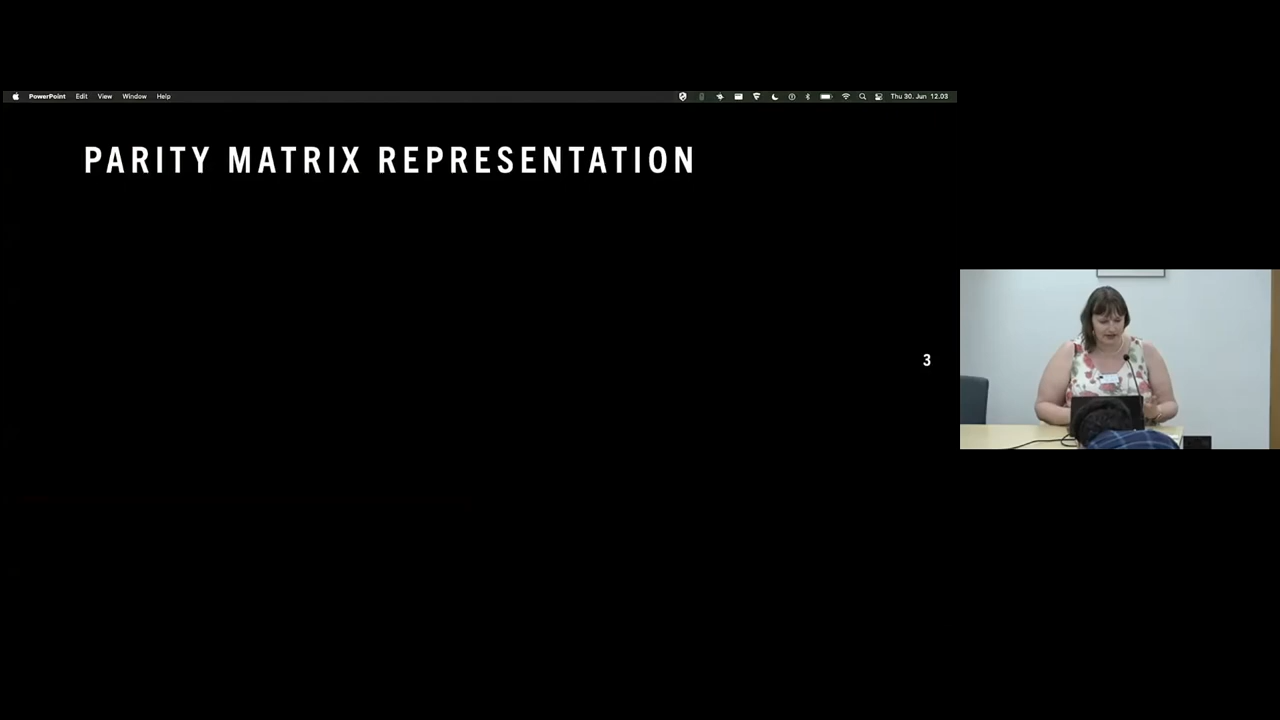 PowerPoint Edit View Window Help Thu 30. Jun 12.03
PARITY MATRIX REPRESENTATION
3